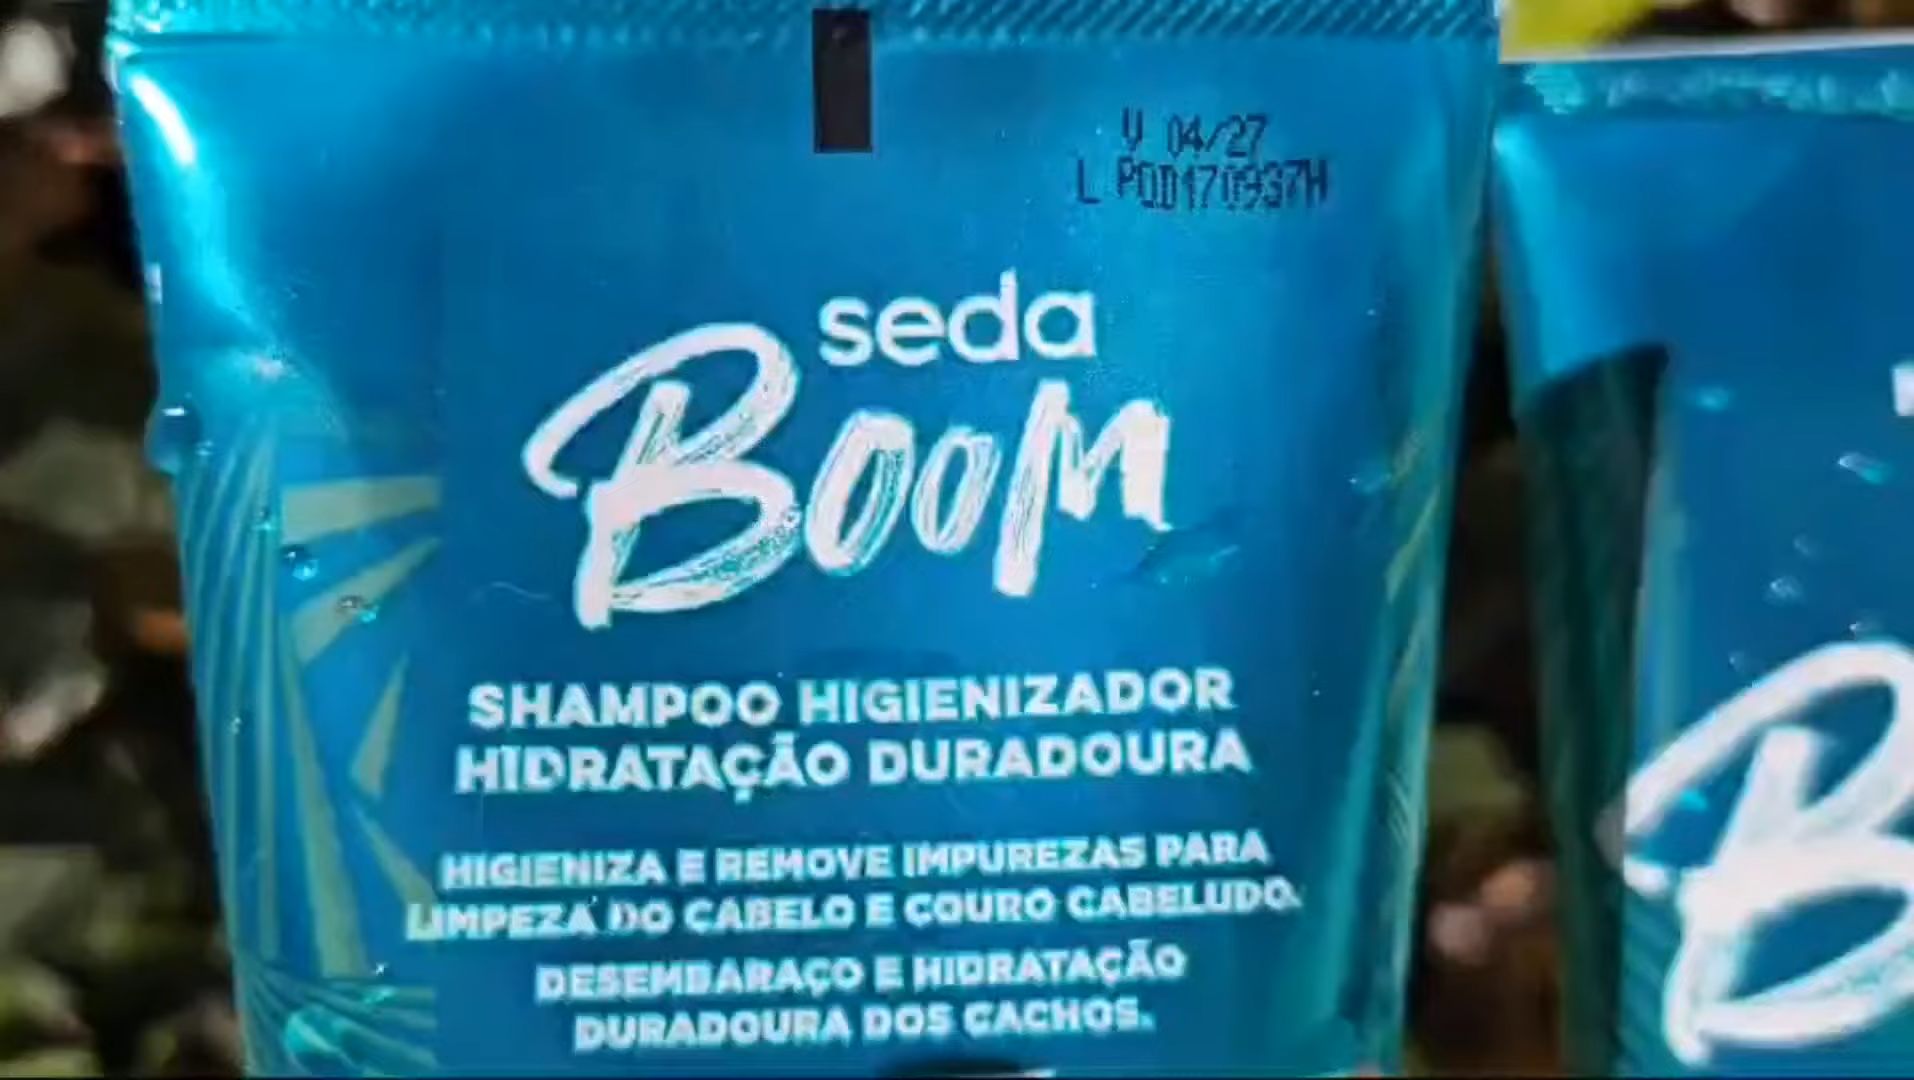 V 04/27
L PQD170937H
seda
BOOM
SHAMPOO HIGIENIZADOR
HIDRATAÇÃO DURADOURA
HIGIENIZA E REMOVE IMPUREZAS PARA
LIMPEZA DO CABELO E COURO CABELUDO.
DESEMBARAÇO E HIDRATAÇÃO
DURADOURA DOS CACHOS.
B